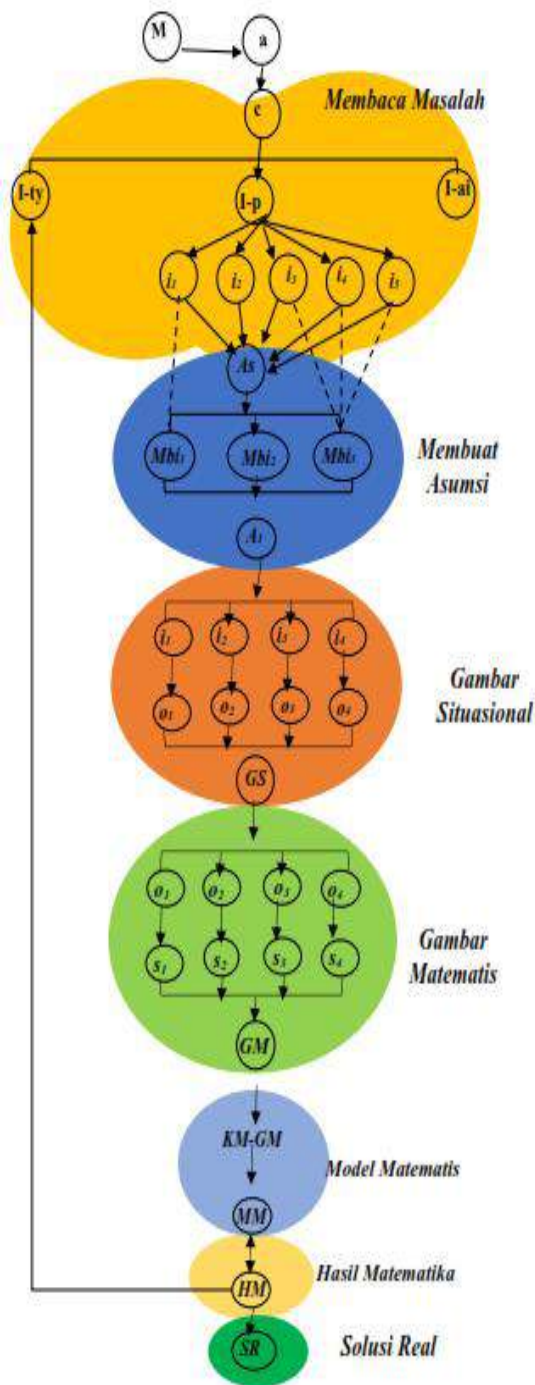 M
a
Membaca Masalah
c
I-ty
I-p
I-ai
i₁ i₂ i₃ i₄ i₅
As
Mbi₁ Mbi₂ Mbi₃
Membuat
Asumsi
A₁
i₁ i₂ i₃ i₄
Gambar
Situasional
o₁ o₂ o₃ o₄
GS
o₁ o₂ o₃ o₄
Gambar
Matematis
s₁ s₂ s₃ s₄
GM
KM-GM
Model Matematis
MM
Hasil Matematika
HM
Solusi Real
SR